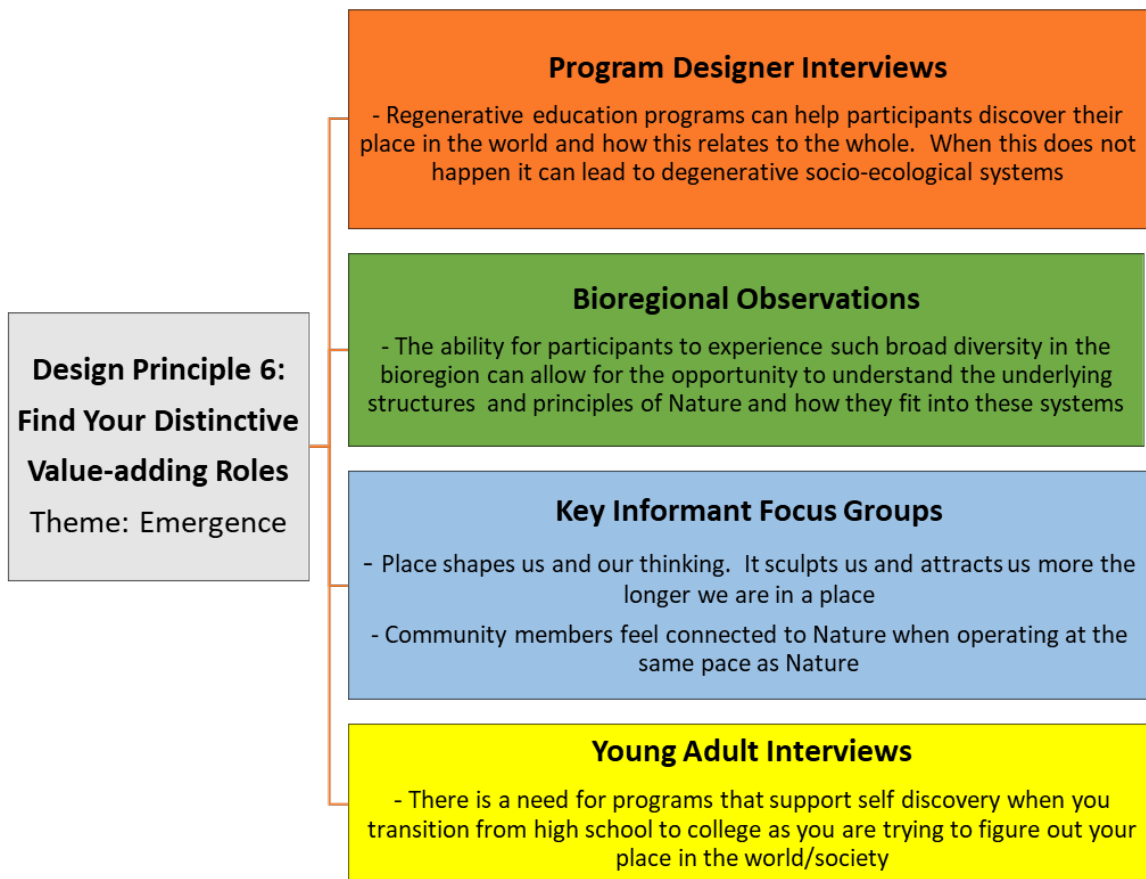 Design Principle 6:
Find Your Distinctive
Value-adding Roles
Theme: Emergence
Program Designer Interviews
- Regenerative education programs can help participants discover their
place in the world and how this relates to the whole.  When this does not
happen it can lead to degenerative socio-ecological systems
Bioregional Observations
- The ability for participants to experience such broad diversity in the
bioregion can allow for the opportunity to understand the underlying
structures  and principles of Nature and how they fit into these systems
Key Informant Focus Groups
- Place shapes us and our thinking.  It sculpts us and attracts us more the
longer we are in a place
- Community members feel connected to Nature when operating at the
same pace as Nature
Young Adult Interviews
- There is a need for programs that support self discovery when you
transition from high school to college as you are trying to figure out your
place in the world/society